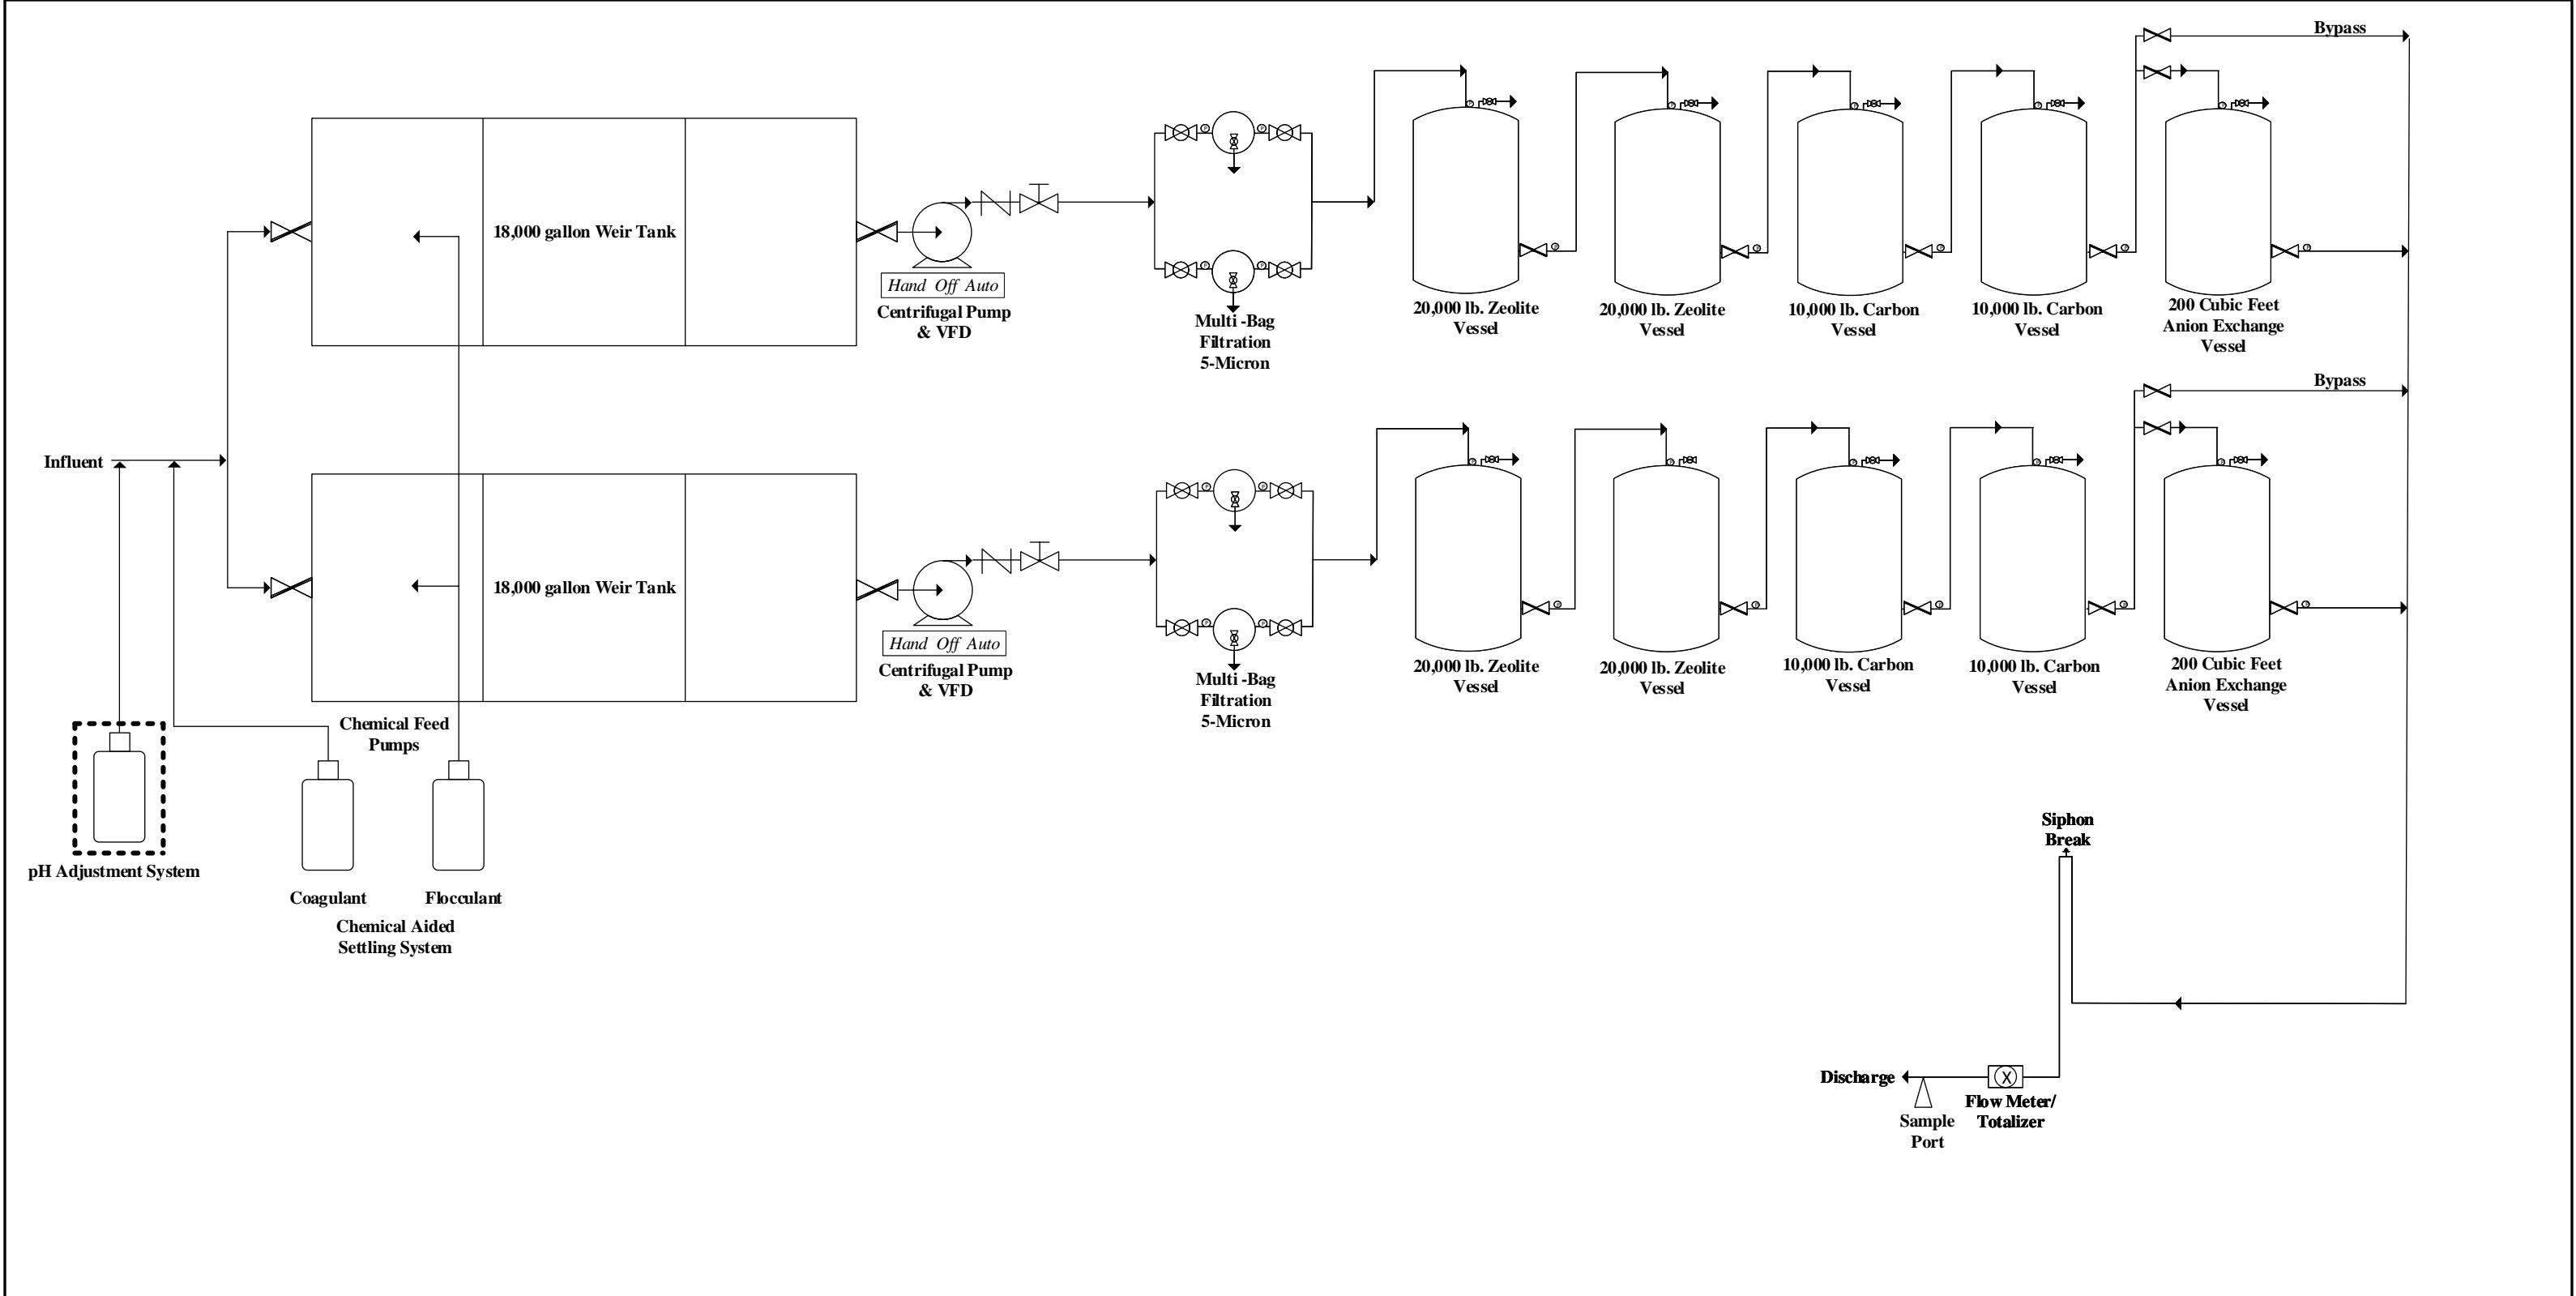 Bypass
18,000 gallon Weir Tank
Hand Off Auto
Centrifugal Pump
& VFD
Multi -Bag
Filtration
5-Micron
20,000 lb. Zeolite
Vessel
20,000 lb. Zeolite
Vessel
10,000 lb. Carbon
Vessel
10,000 lb. Carbon
Vessel
200 Cubic Feet
Anion Exchange
Vessel
Bypass
Influent
18,000 gallon Weir Tank
Hand Off Auto
Centrifugal Pump
& VFD
Multi -Bag
Filtration
5-Micron
20,000 lb. Zeolite
Vessel
20,000 lb. Zeolite
Vessel
10,000 lb. Carbon
Vessel
10,000 lb. Carbon
Vessel
200 Cubic Feet
Anion Exchange
Vessel
Chemical Feed
Pumps
pH Adjustment System
Coagulant
Flocculant
Chemical Aided
Settling System
Siphon
Break
Discharge
X
Flow Meter/
Totalizer
Sample
Port